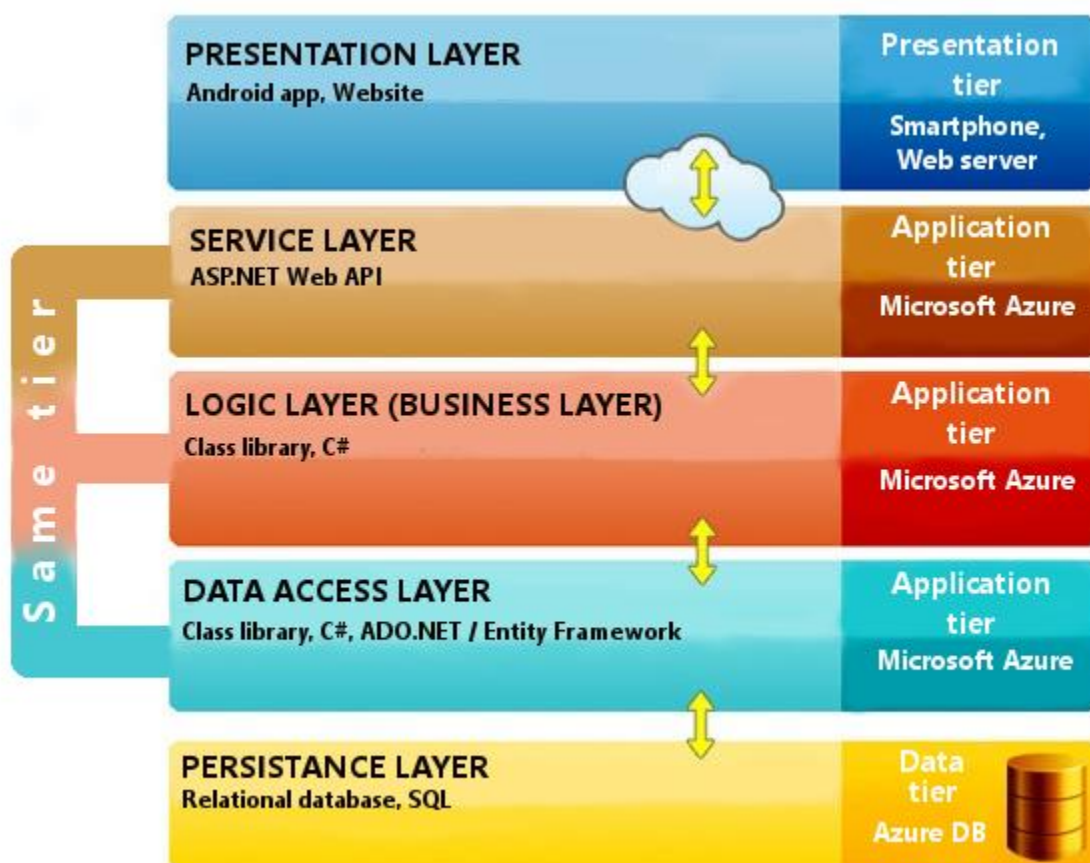 PRESENTATION LAYER
Android app, Website
Presentation
tier
Smartphone,
Web server
SERVICE LAYER
ASP.NET Web API
Application
tier
Microsoft Azure
Same tier
LOGIC LAYER (BUSINESS LAYER)
Class library, C#
Application
tier
Microsoft Azure
DATA ACCESS LAYER
Class library, C#, ADO.NET / Entity Framework
Application
tier
Microsoft Azure
PERSISTANCE LAYER
Relational database, SQL
Data
tier
Azure DB